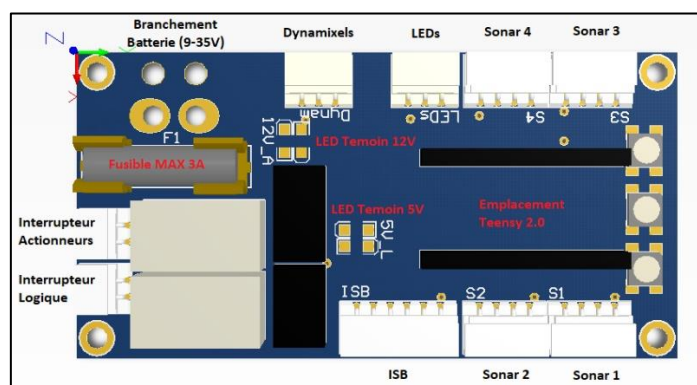 Branchement
Batterie (9-35V)
Dynamixels
LEDs
Sonar 4
Sonar 3
Z
Y
X
Dynam
LEDs
S4
S3
F1
12V_A
LED Temoin 12V
Fusible MAX 3A
Emplacement
Teensy 2.0
LED Temoin 5V
5V_L
Interrupteur
Actionneurs
Interrupteur
Logique
ISB
S2
S1
ISB
Sonar 2
Sonar 1